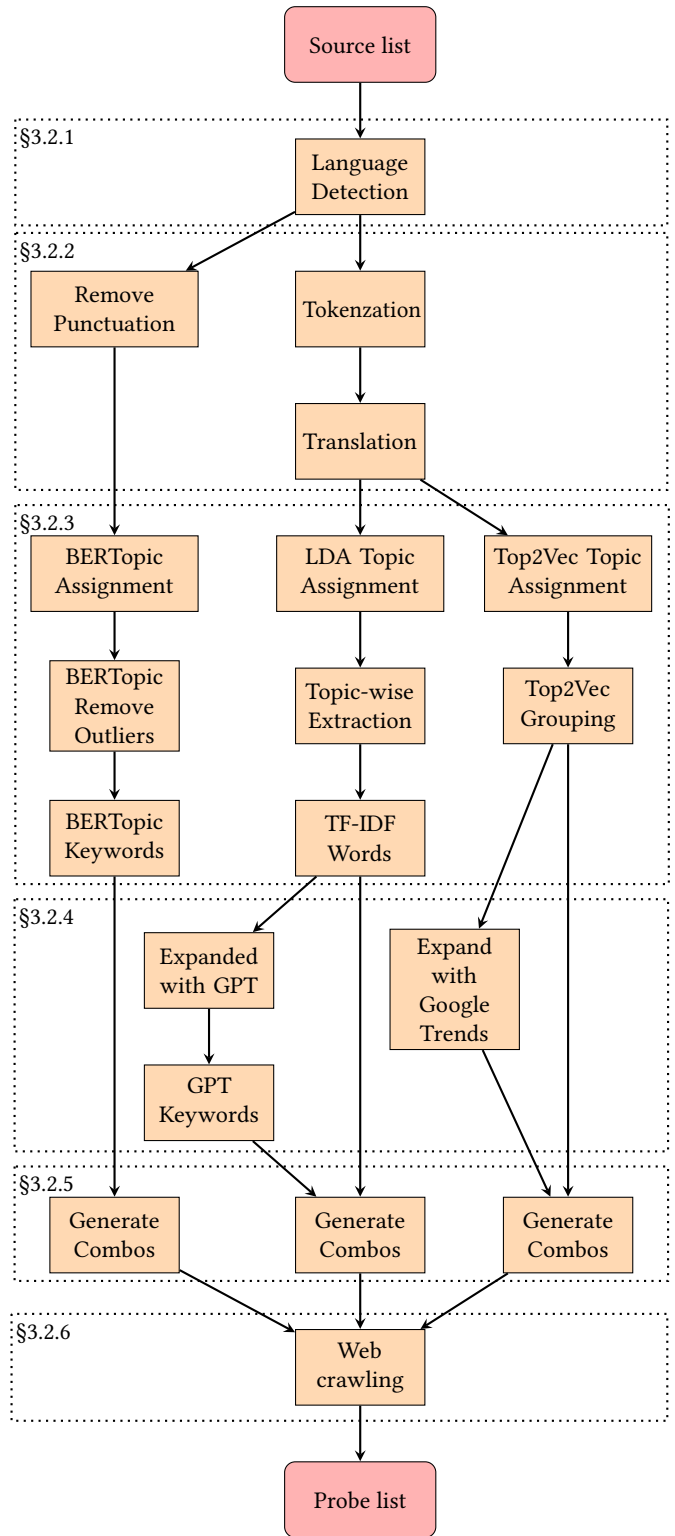 Source list
§3.2.1
Language
Detection
§3.2.2
Remove
Punctuation
Tokenzation
Translation
§3.2.3
BERTopic
Assignment
LDA Topic
Assignment
Top2Vec Topic
Assignment
BERTopic
Remove
Outliers
Topic-wise
Extraction
Top2Vec
Grouping
BERTopic
Keywords
TF-IDF
Words
§3.2.4
Expanded
with GPT
Expand
with
Google
Trends
GPT
Keywords
§3.2.5
Generate
Combos
Generate
Combos
Generate
Combos
§3.2.6
Web
crawling
Probe list